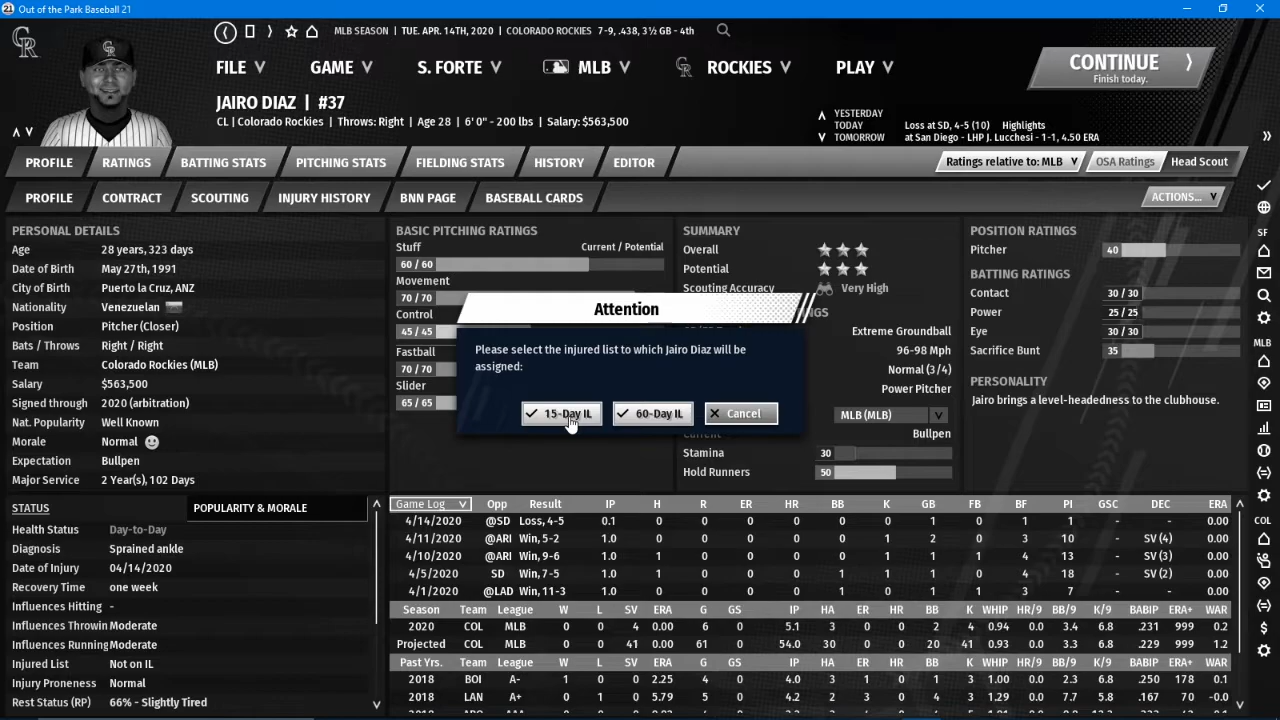 Out of the Park Baseball 21
MLB SEASON | TUE. APR. 14TH, 2020 | COLORADO ROCKIES 7-9, .438, 3½ GB - 4th
FILE GAME S. FORTE MLB ROCKIES PLAY
CONTINUE
Finish today.
JAIRO DIAZ | #37
CL | Colorado Rockies | Throws: Right | Age 28 | 6' 0" - 200 lbs | Salary: $563,500
YESTERDAY
TODAY Loss at SD, 4-5 (10) Highlights
TOMORROW at San Diego - LHP J. Lucchesi - 1-1, 4.50 ERA
PROFILE RATINGS BATTING STATS PITCHING STATS FIELDING STATS HISTORY EDITOR Ratings relative to: MLB OSA Ratings Head Scout
PROFILE CONTRACT SCOUTING INJURY HISTORY BNN PAGE BASEBALL CARDS ACTIONS...
PERSONAL DETAILS
Age 28 years, 323 days
Date of Birth May 27th, 1991
City of Birth Puerto la Cruz, ANZ
Nationality Venezuelan
Position Pitcher (Closer)
Bats / Throws Right / Right
Team Colorado Rockies (MLB)
Salary $563,500
Signed through 2020 (arbitration)
Nat. Popularity Well Known
Morale Normal
Expectation Bullpen
Major Service 2 Year(s), 102 Days
BASIC PITCHING RATINGS
Stuff Current / Potential
60 / 60
Movement
70 / 70
Control
45 / 45
Fastball
70 / 70
Slider
65 / 65
SUMMARY
Overall
Potential
Scouting Accuracy Very High
Extreme Groundball
96-98 Mph
Normal (3/4)
Power Pitcher
MLB (MLB)
Bullpen
Stamina 30
Hold Runners 50
POSITION RATINGS
Pitcher 40
BATTING RATINGS
Contact 30 / 30
Power 25 / 25
Eye 30 / 30
Sacrifice Bunt 35
PERSONALITY
Jairo brings a level-headedness to the clubhouse.
Attention
Please select the injured list to which Jairo Diaz will be
assigned:
15-Day IL 60-Day IL Cancel
STATUS POPULARITY & MORALE
Health Status Day-to-Day
Diagnosis Sprained ankle
Date of Injury 04/14/2020
Recovery Time one week
Influences Hitting -
Influences Throwin Moderate
Influences Running Moderate
Injured List Not on IL
Injury Proneness Normal
Rest Status (RP) 66% - Slightly Tired
Game Log Opp Result IP H R ER HR BB K GB FB BF PI GSC DEC ERA
4/14/2020 @SD Loss, 4-5 0.1 0 0 0 0 0 0 1 0 1 1 - - 0.00
4/11/2020 @ARI Win, 5-2 1.0 0 0 0 0 0 1 2 0 3 10 - SV (4) 0.00
4/10/2020 @ARI Win, 9-6 1.0 1 0 0 0 0 1 1 1 4 13 - SV (3) 0.00
4/5/2020 SD Win, 7-5 1.0 1 0 0 0 1 1 1 0 4 18 - SV (2) 0.00
4/1/2020 @LAD Win, 11-3 1.0 0 0 0 0 0 1 1 1 3 7 - - 0.00
Season Team League W L SV ERA G GS IP HA ER HR BB K WHIP HR/9 BB/9 K/9 BABIP ERA+ WAR
2020 COL MLB 0 0 4 0.00 6 0 5.1 3 0 0 2 4 0.94 0.0 3.4 6.8 .231 999 0.2
Projected COL MLB 0 0 41 0.00 61 0 54.0 30 0 0 20 41 0.93 0.0 3.3 6.8 .229 999 1.2
Past Yrs. Team League W L SV ERA G GS IP HA ER HR BB K WHIP HR/9 BB/9 K/9 BABIP ERA+ WAR
2018 BOI A- 1 0 0 2.25 4 0 4.0 3 1 0 1 3 1.00 0.0 2.3 6.8 .250 178 0.1
2018 LAN A+ 0 1 0 5.79 5 0 4.2 2 3 0 4 3 1.29 0.0 7.7 5.8 .167 70 -0.0
SF
MLB
COL